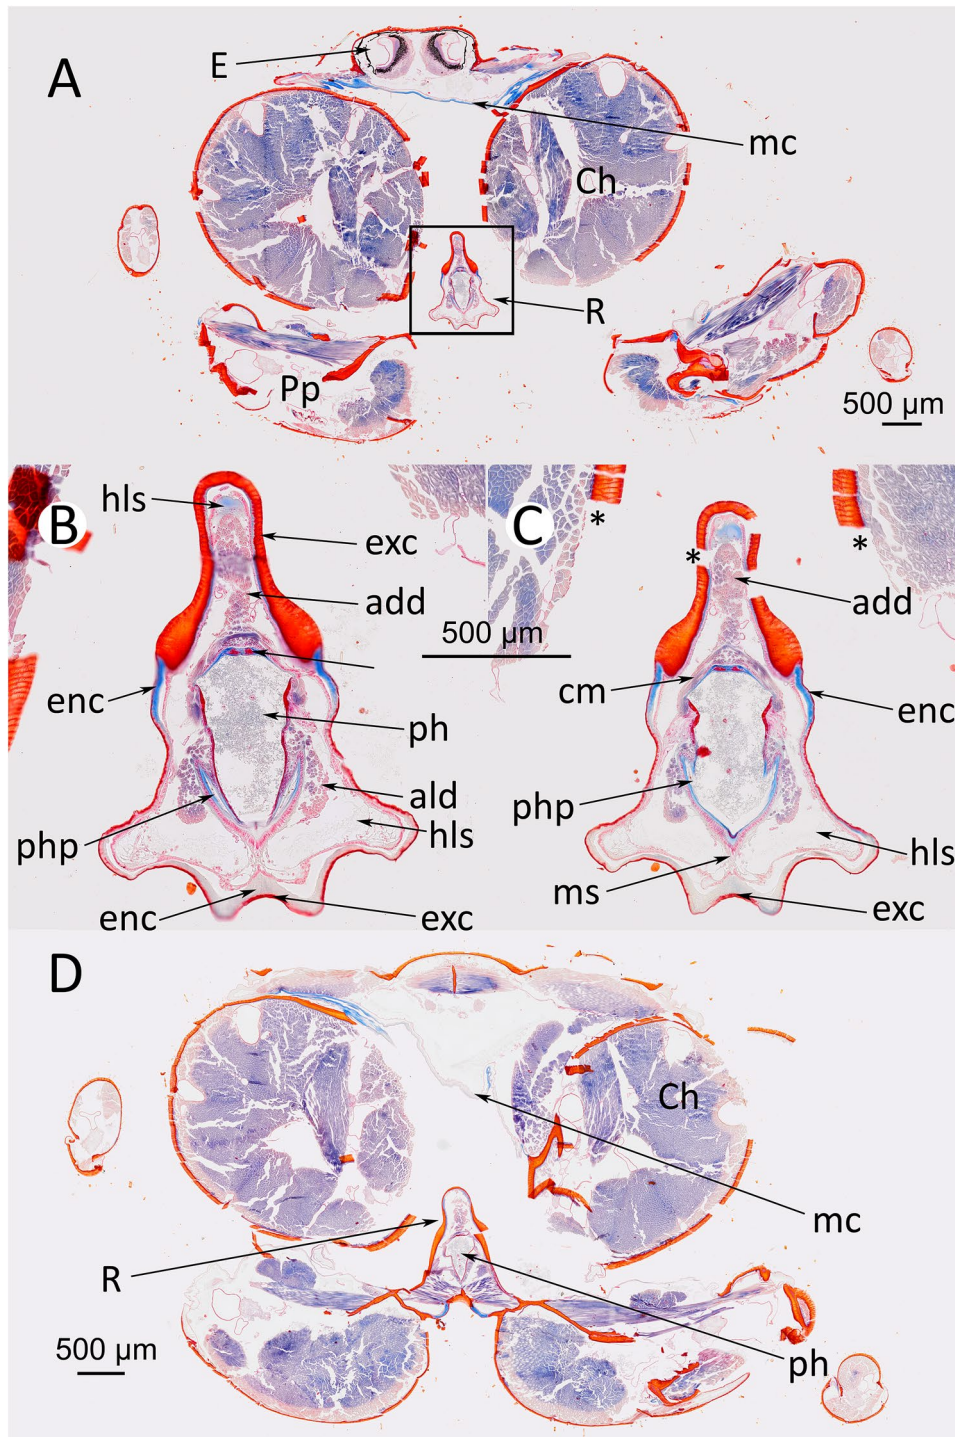 A
E
mc
Ch
R
Pp
500 µm
B
hls
exc
add
500 µm
enc
ph
ald
hls
php
enc
exc
C
*
*
*
add
cm
enc
php
hls
ms
exc
D
Ch
mc
R
500 µm
ph